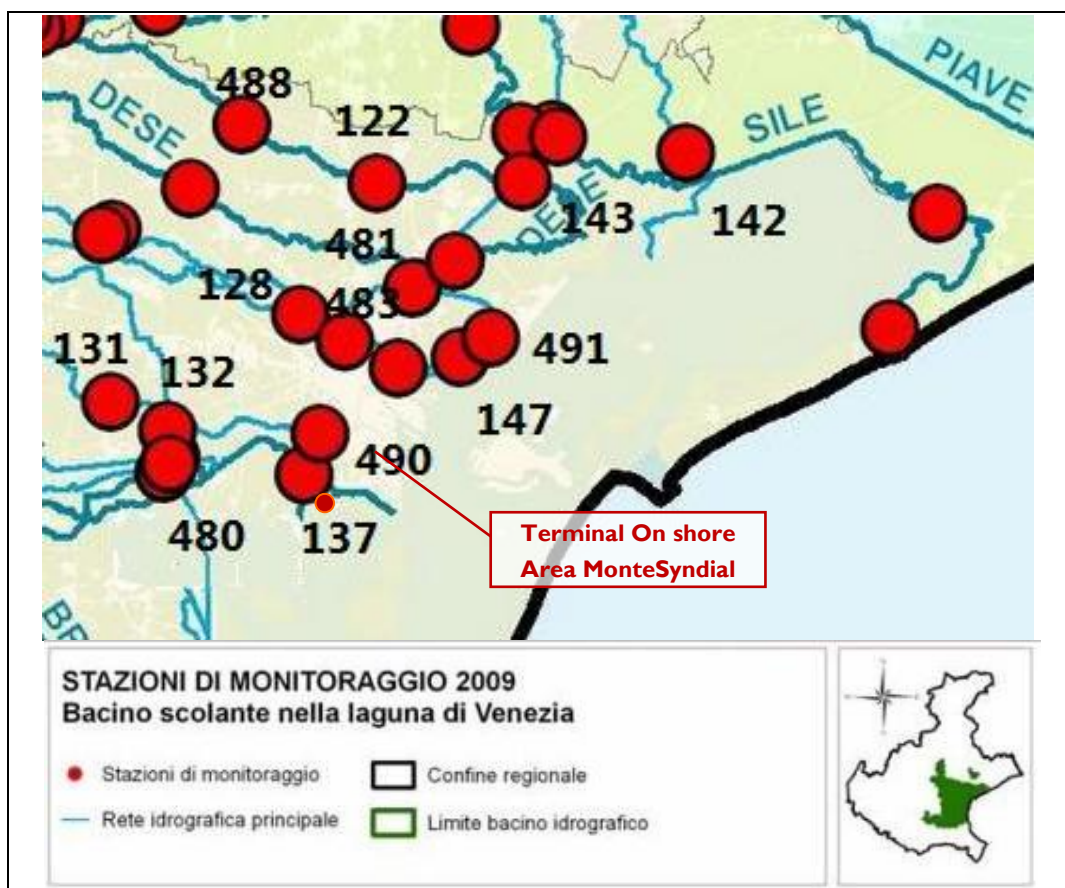 PIAVE
488
DESE
122
SILE
DESE
143
142
481
128
483
491
131
132
147
490
480
137
Terminal On shore
Area MonteSyndial
BR
STAZIONI DI MONITORAGGIO 2009
Bacino scolante nella laguna di Venezia
Stazioni di monitoraggio
Confine regionale
Rete idrografica principale
Limite bacino idrografico